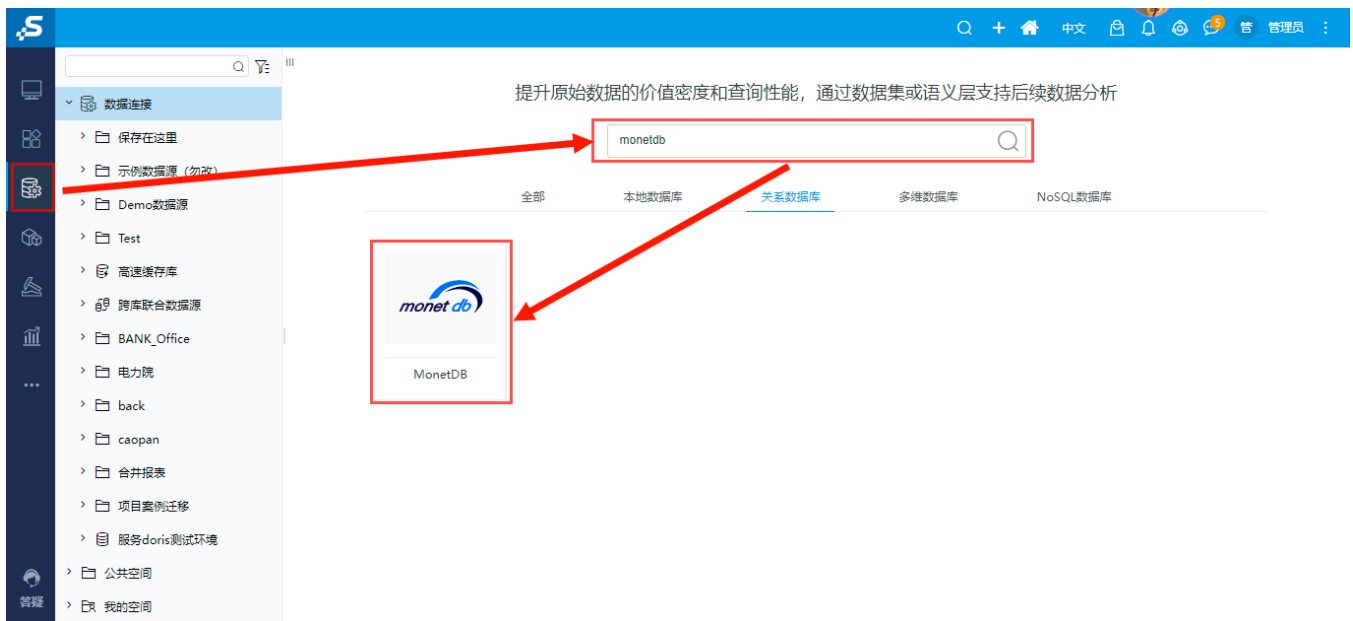 中文
5
管
管理员
数据连接
保存在这里
示例数据源（勿改）
Demo数据源
Test
高速缓存库
跨库联合数据源
BANK_Office
电力院
back
caopan
合并报表
项目案例迁移
服务doris测试环境
公共空间
我的空间
答疑
提升原始数据的价值密度和查询性能，通过数据集或语义层支持后续数据分析
monetdb
全部 本地数据库 关系数据库 多维数据库 NoSQL数据库
monet db
MonetDB